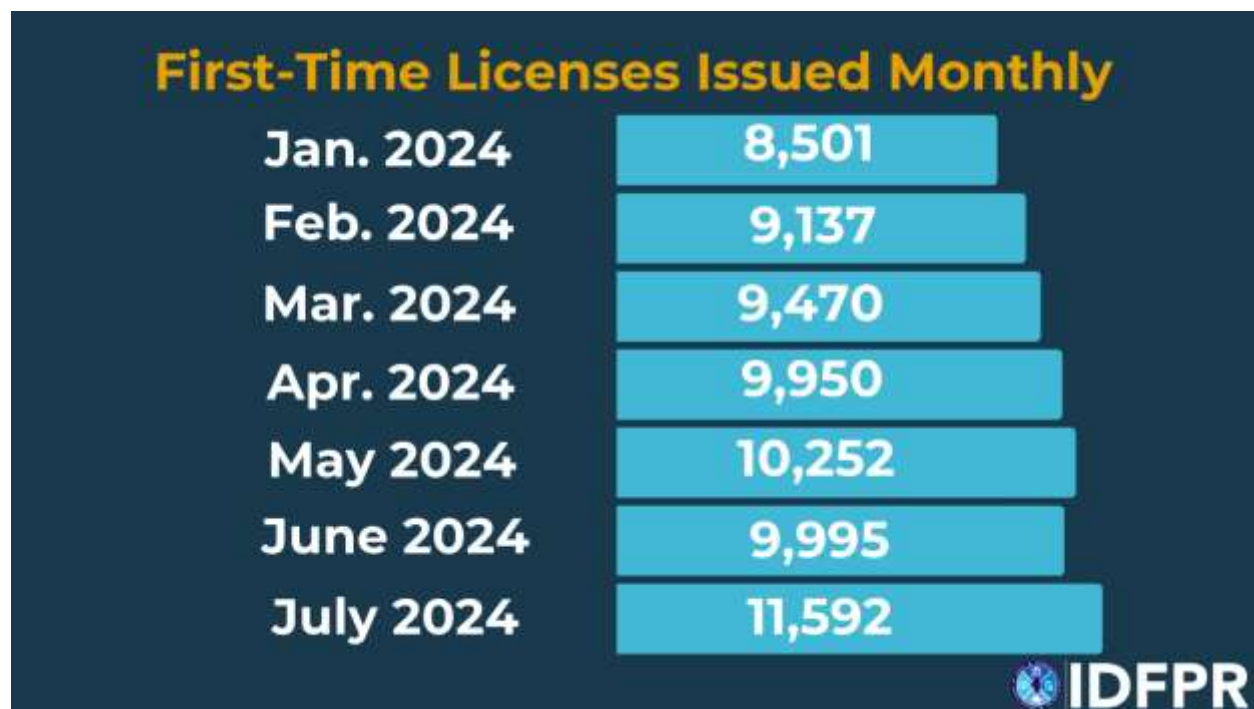 First-Time Licenses Issued Monthly
Jan. 2024 8,501
Feb. 2024 9,137
Mar. 2024 9,470
Apr. 2024 9,950
May 2024 10,252
June 2024 9,995
July 2024 11,592
IDFPR